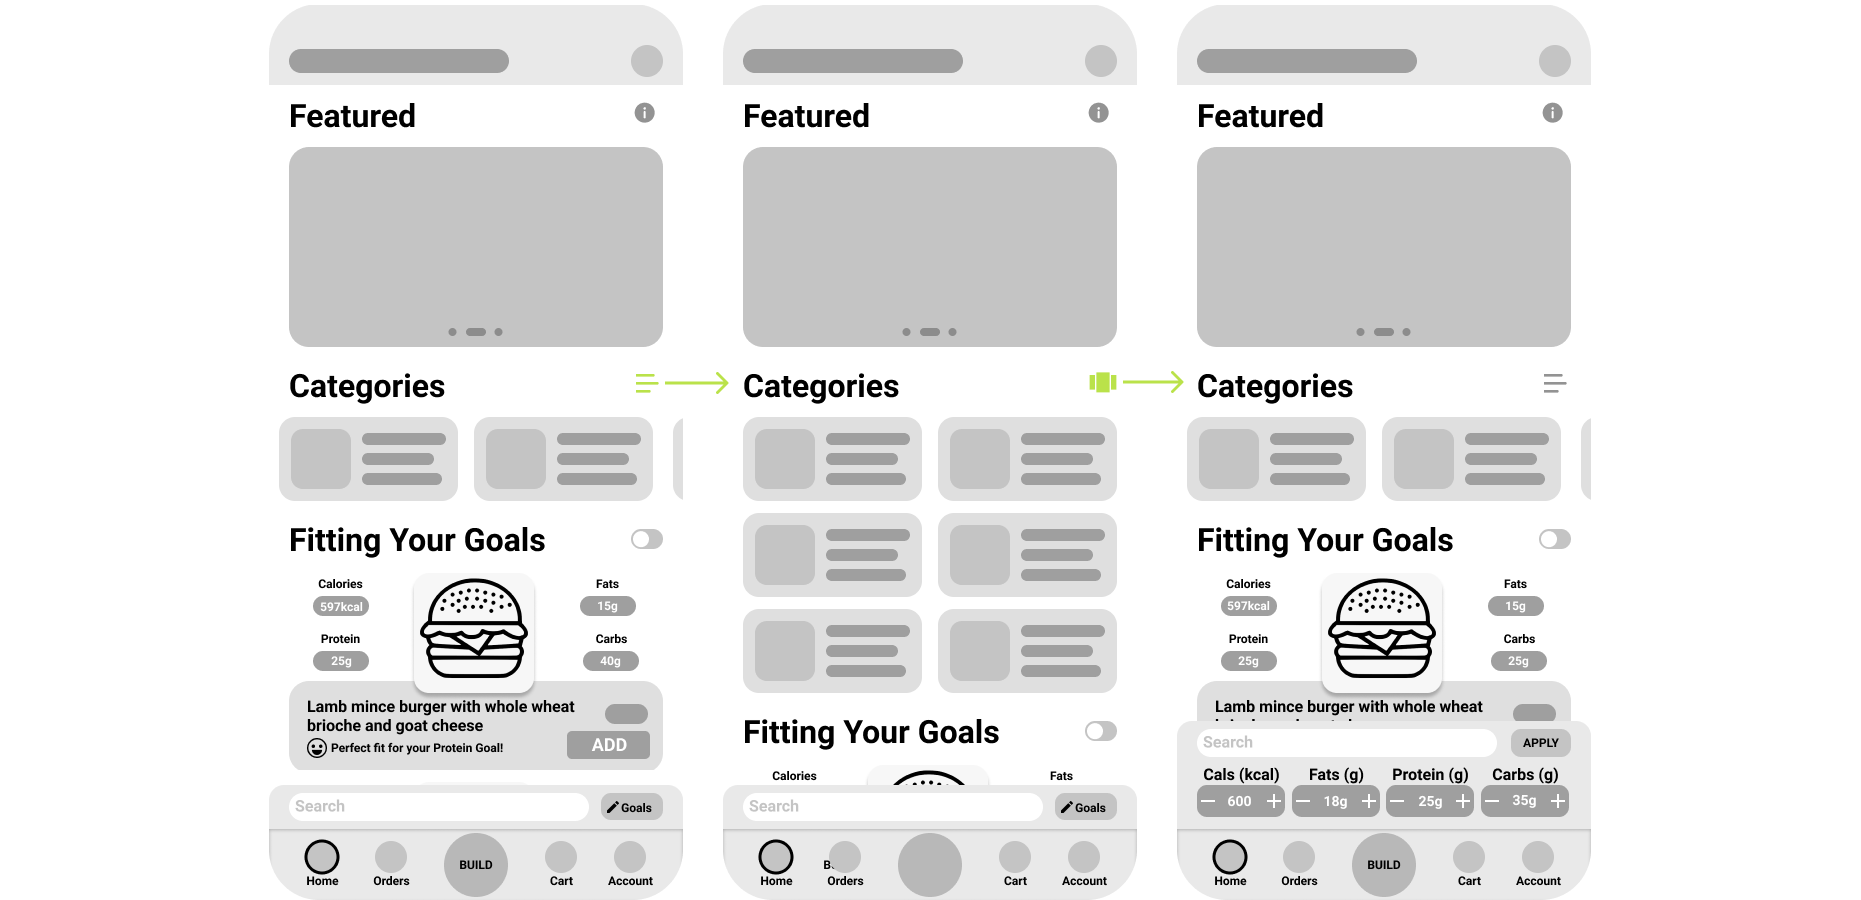 Featured
Categories
Fitting Your Goals
Calories
597kcal
Fats
15g
Protein
25g
Carbs
40g
Lamb mince burger with whole wheat
brioche and goat cheese
Perfect fit for your Protein Goal!
ADD
Search
Goals
Home
Orders
BUILD
Cart
Account
Featured
Categories
Fitting Your Goals
Calories
Fats
Search
Goals
Home
Orders
Cart
Account
Featured
Categories
Fitting Your Goals
Calories
597kcal
Fats
15g
Protein
25g
Carbs
25g
Lamb mince burger with whole wheat
Search
APPLY
Cals (kcal)
Fats (g)
Protein (g)
Carbs (g)
600
18g
25g
35g
Home
Orders
BUILD
Cart
Account